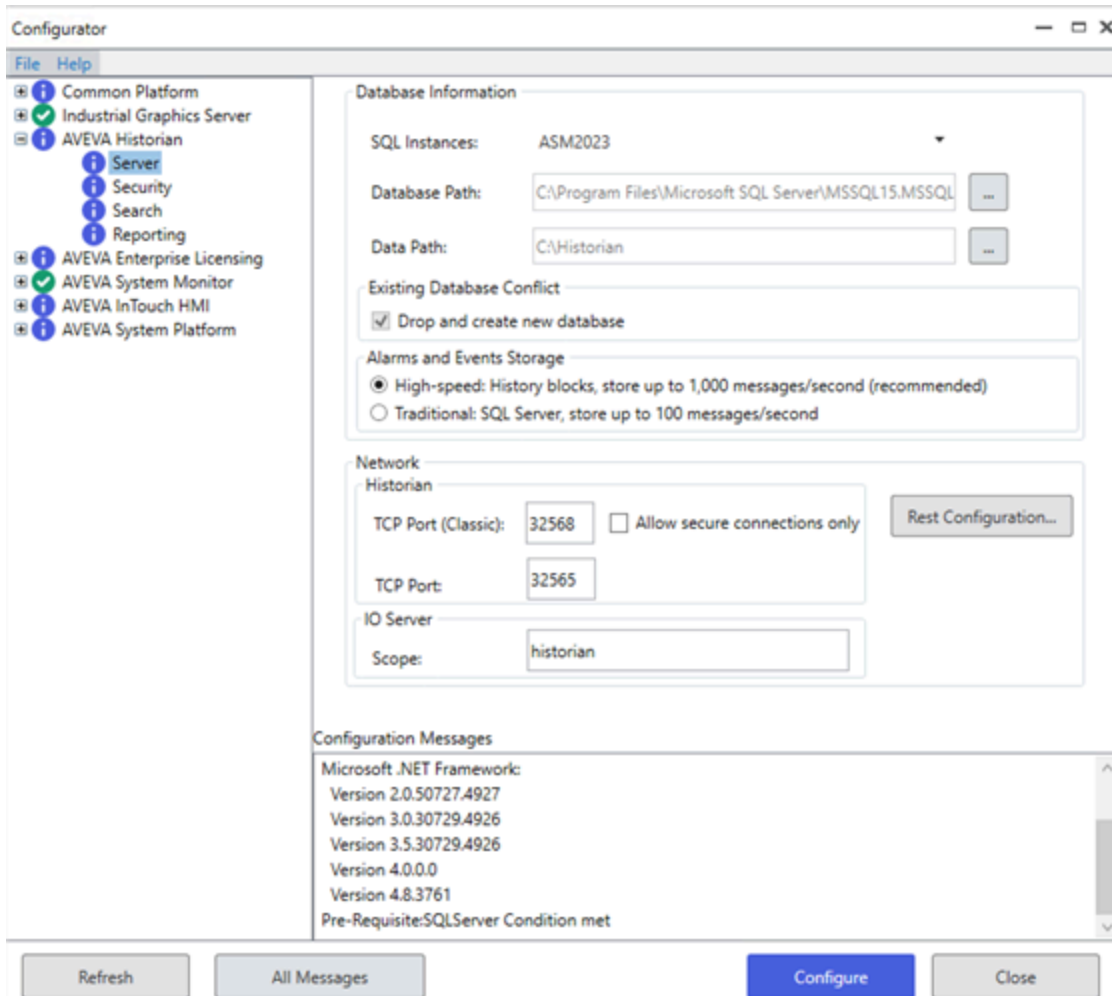 Configurator
File Help
Common Platform
Industrial Graphics Server
AVEVA Historian
Server
Security
Search
Reporting
AVEVA Enterprise Licensing
AVEVA System Monitor
AVEVA InTouch HMI
AVEVA System Platform
Database Information
SQL Instances: ASM2023
Database Path: C:\Program Files\Microsoft SQL Server\MSSQL15.MSSQL ...
Data Path: C:\Historian ...
Existing Database Conflict
Drop and create new database
Alarms and Events Storage
High-speed: History blocks, store up to 1,000 messages/second (recommended)
Traditional: SQL Server, store up to 100 messages/second
Network
Historian
TCP Port (Classic): 32568 Allow secure connections only Rest Configuration...
TCP Port: 32565
IO Server
Scope: historian
Configuration Messages
Microsoft .NET Framework:
Version 2.0.50727.4927
Version 3.0.30729.4926
Version 3.5.30729.4926
Version 4.0.0.0
Version 4.8.3761
Pre-Requisite:SQLServer Condition met
Refresh All Messages Configure Close